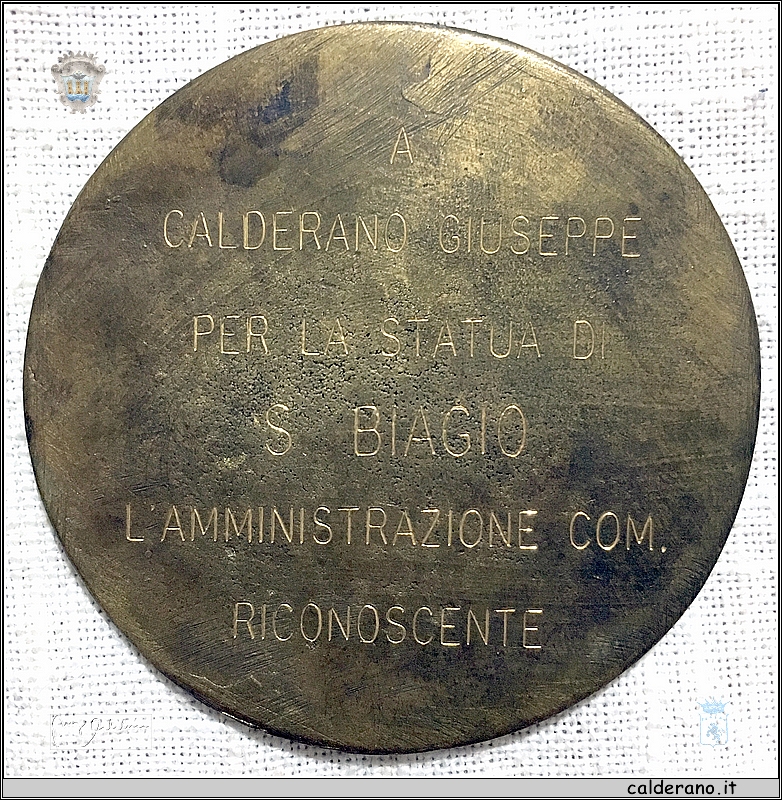 A
CALDERANO GIUSEPPE
PER LA STATUA DI
S BIAGIO
L'AMMINISTRAZIONE COM.
RICONOSCENTE
calderano.it